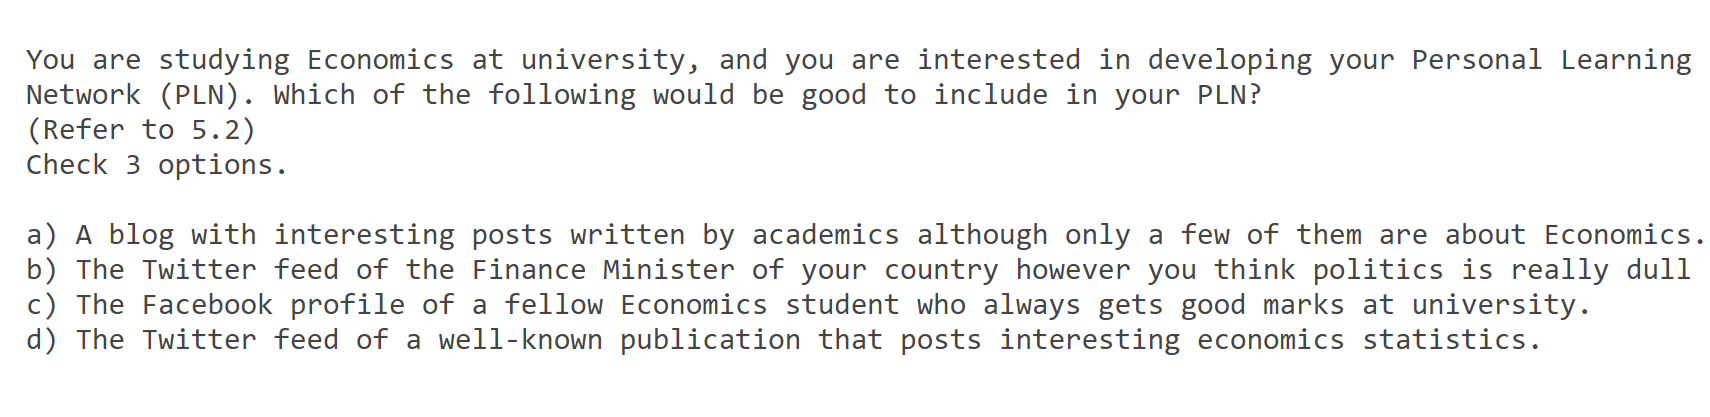 You are studying Economics at university, and you are interested in developing your Personal Learning
Network (PLN). Which of the following would be good to include in your PLN?
(Refer to 5.2)
Check 3 options.
a) A blog with interesting posts written by academics although only a few of them are about Economics.
b) The Twitter feed of the Finance Minister of your country however you think politics is really dull
c) The Facebook profile of a fellow Economics student who always gets good marks at university.
d) The Twitter feed of a well-known publication that posts interesting economics statistics.